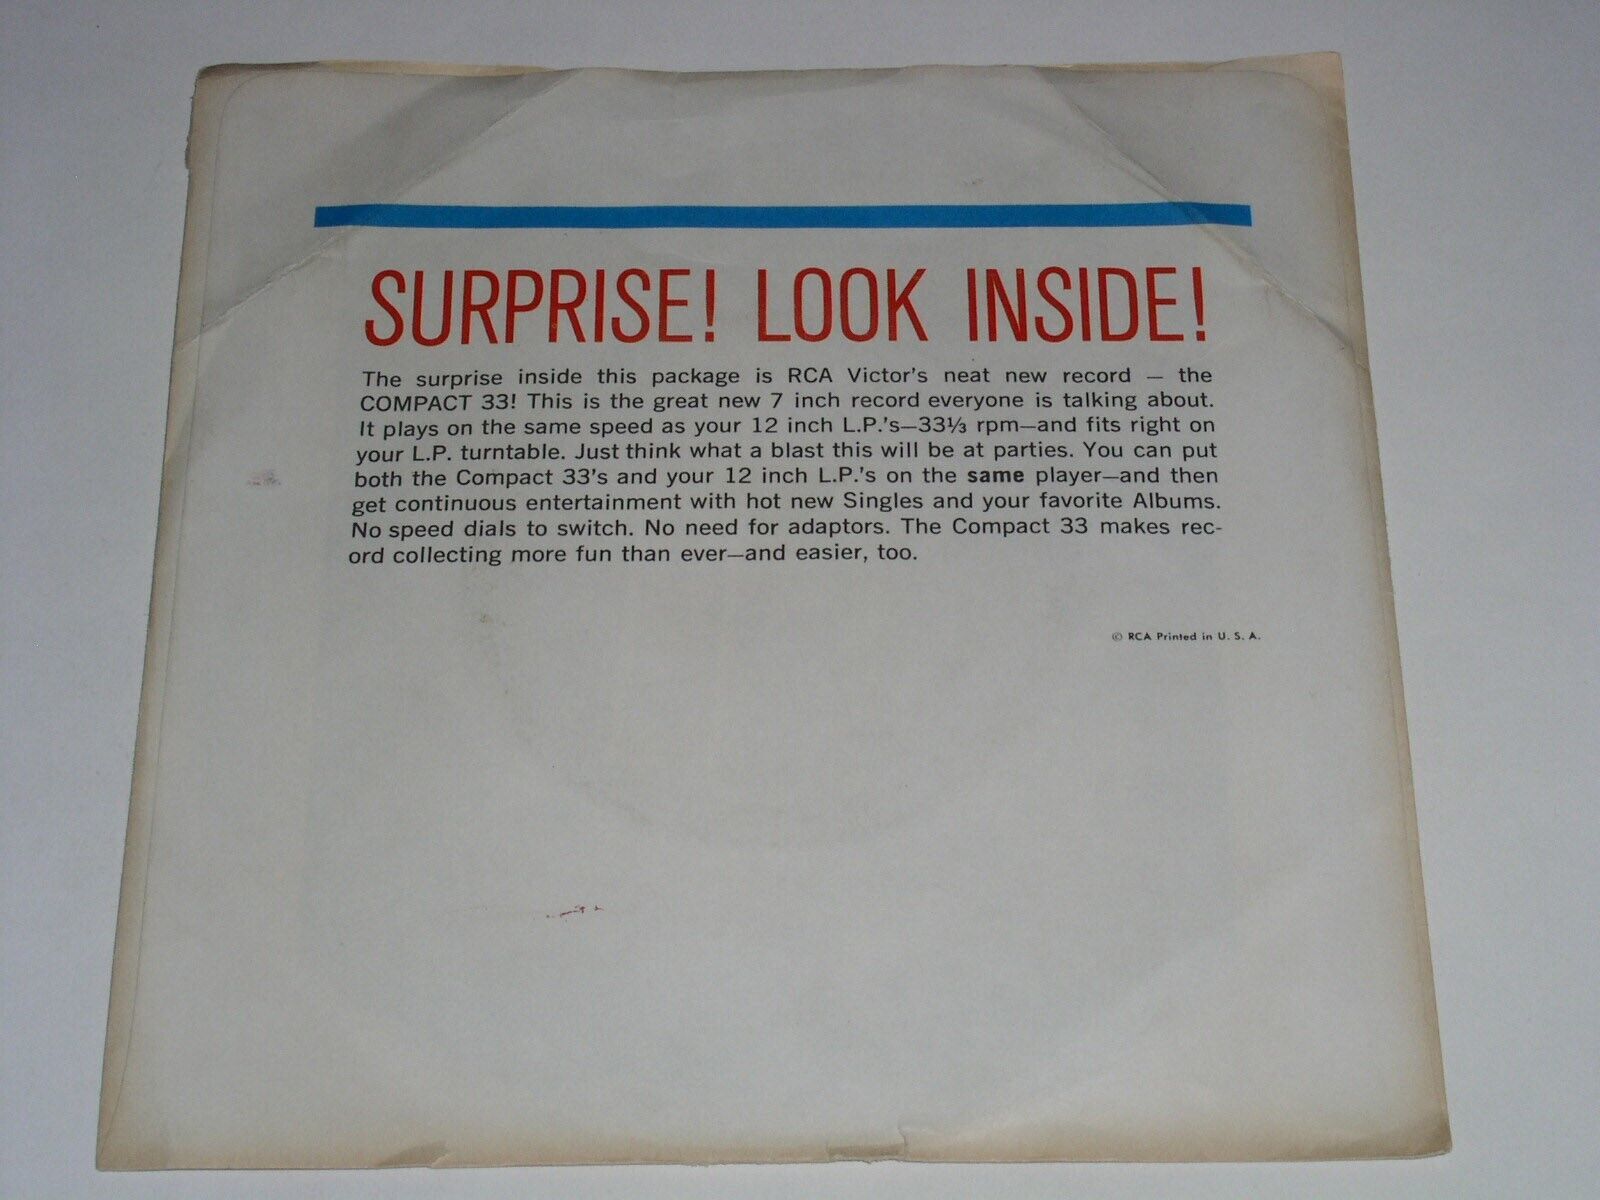 SURPRISE! LOOK INSIDE!
The surprise inside this package is RCA Victor's neat new record — the
COMPACT 33! This is the great new 7 inch record everyone is talking about.
It plays on the same speed as your 12 inch L.P.'s—33⅓ rpm—and fits right on
your L.P. turntable. Just think what a blast this will be at parties. You can put
both the Compact 33's and your 12 inch L.P.'s on the same player—and then
get continuous entertainment with hot new Singles and your favorite Albums.
No speed dials to switch. No need for adaptors. The Compact 33 makes rec-
ord collecting more fun than ever—and easier, too.
© RCA Printed in U. S. A.